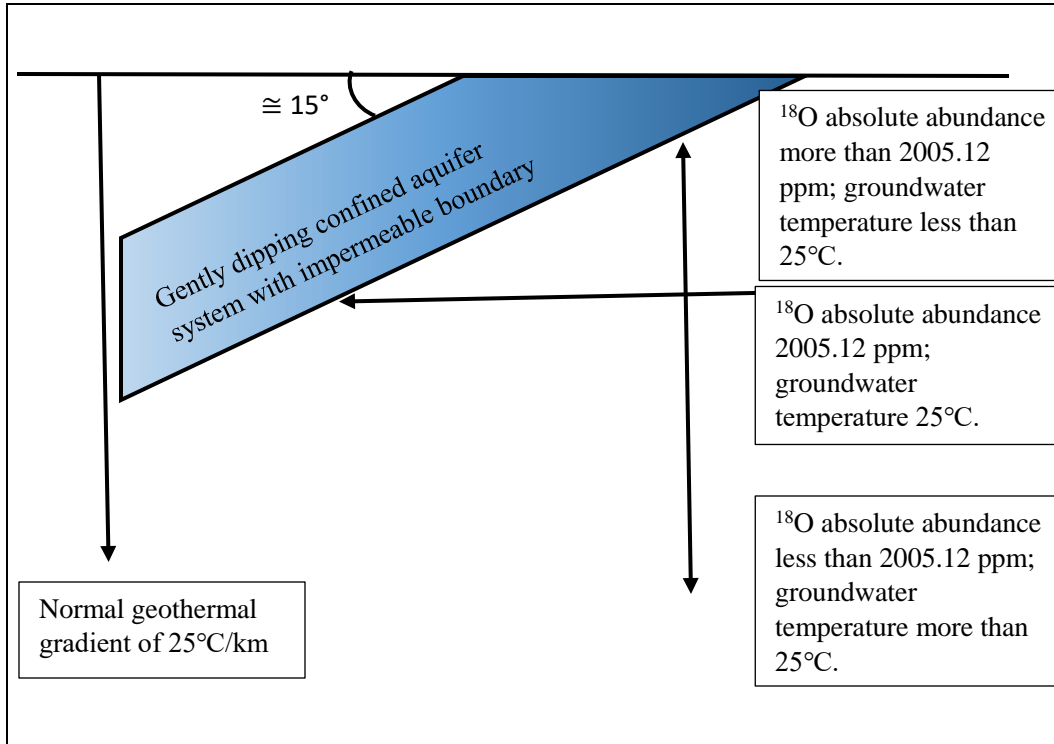 ≅ 15°
Gently dipping confined aquifer
system with impermeable boundary
¹⁸O absolute abundance
more than 2005.12
ppm; groundwater
temperature less than
25°C.
¹⁸O absolute abundance
2005.12 ppm;
groundwater
temperature 25°C.
¹⁸O absolute abundance
less than 2005.12 ppm;
groundwater
temperature more than
25°C.
Normal geothermal
gradient of 25°C/km